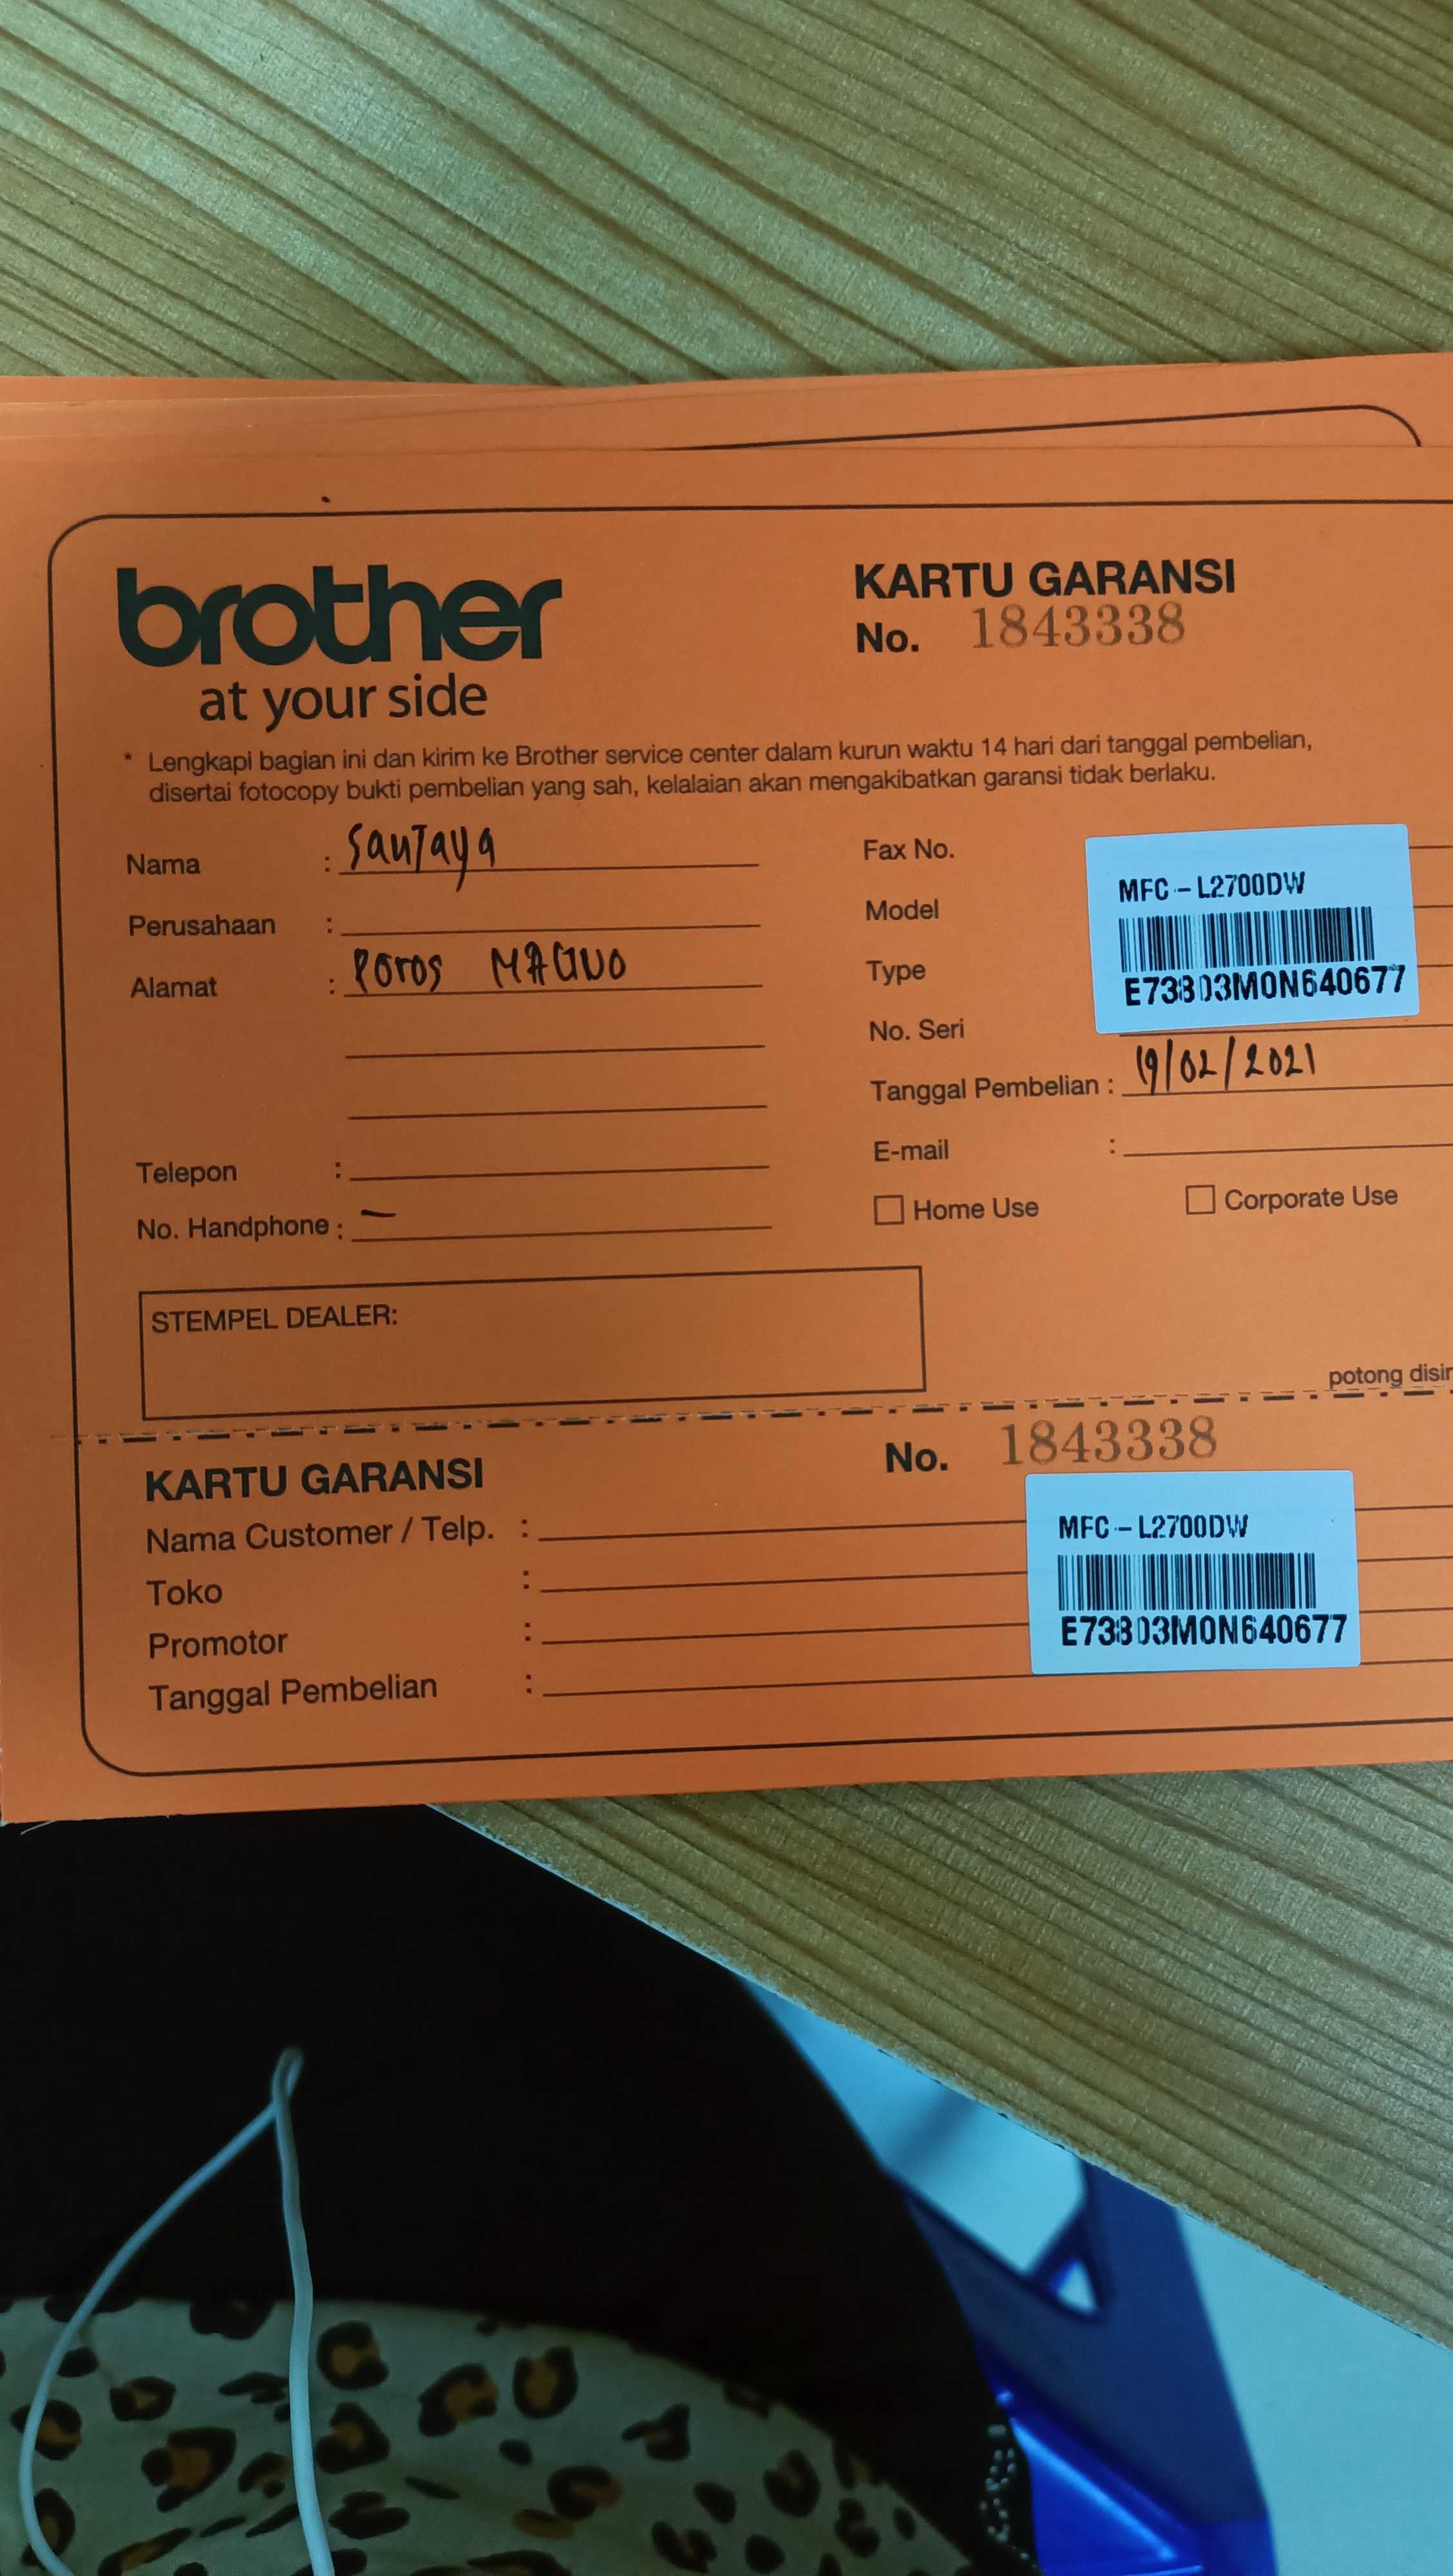 brother
at your side
KARTU GARANSI
No. 1843338
* Lengkapi bagian ini dan kirim ke Brother service center dalam kurun waktu 14 hari dari tanggal pembelian,
disertai fotocopy bukti pembelian yang sah, kelalaian akan mengakibatkan garansi tidak berlaku.
Nama :
Perusahaan :
Alamat : Poros
Telepon :
No. Handphone : –
Fax No.
Model
Type
No. Seri
MFC-L2700DW
E73803M0N640677
Tanggal Pembelian : 19/02/2021
E-mail :
Home Use
Corporate Use
STEMPEL DEALER:
potong disin
KARTU GARANSI
No. 1843338
Nama Customer / Telp. :
Toko :
Promotor :
Tanggal Pembelian :
MFC-L2700DW
E73803M0N640677